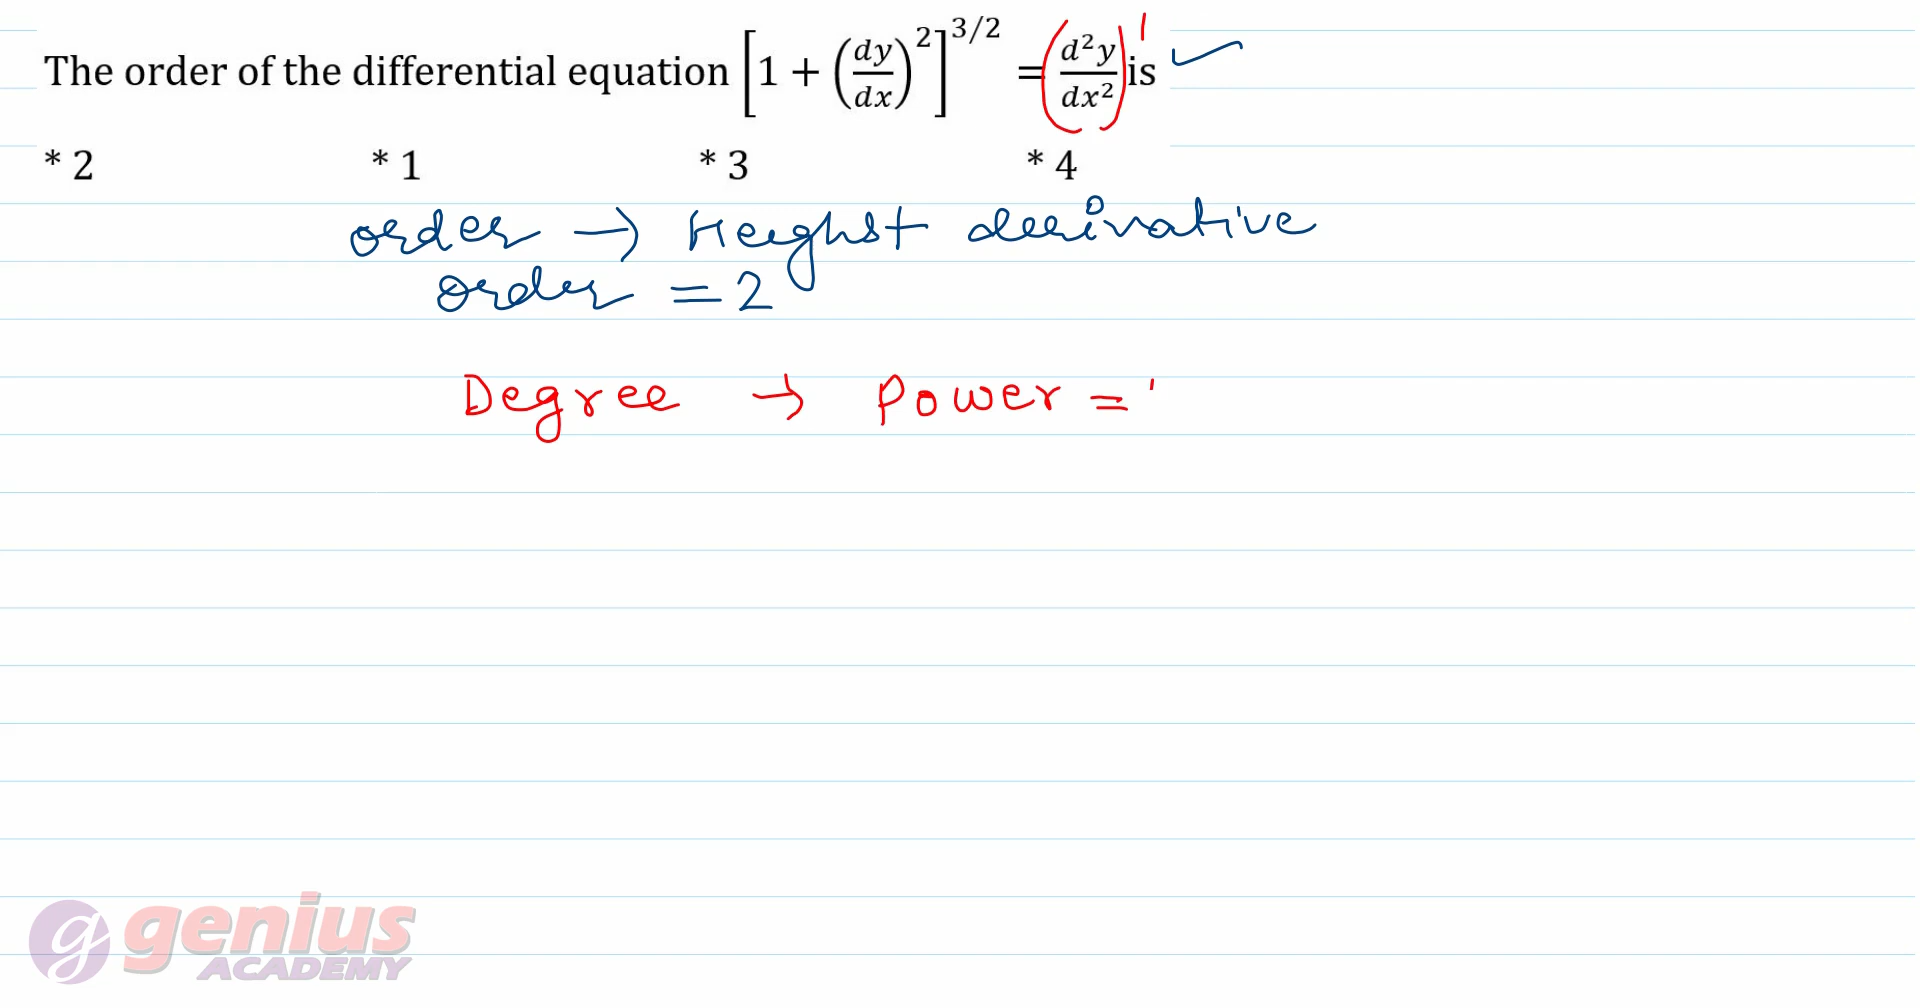 The order of the differential equation [1 + (dy/dx)²]^{3/2} = (d²y/dx²)¹ is
* 2 * 1 * 3 * 4
order → Heighst derivative
order = 2
Degree → Power = 1
genius
ACADEMY